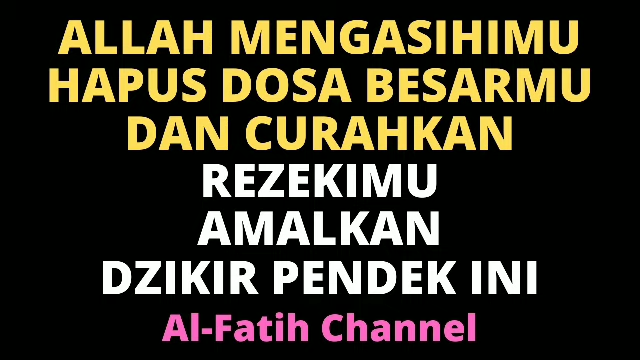 ALLAH MENGASIHIMU
HAPUS DOSA BESARMU
DAN CURAHKAN
REZEKIMU
AMALKAN
DZIKIR PENDEK INI
Al-Fatih Channel